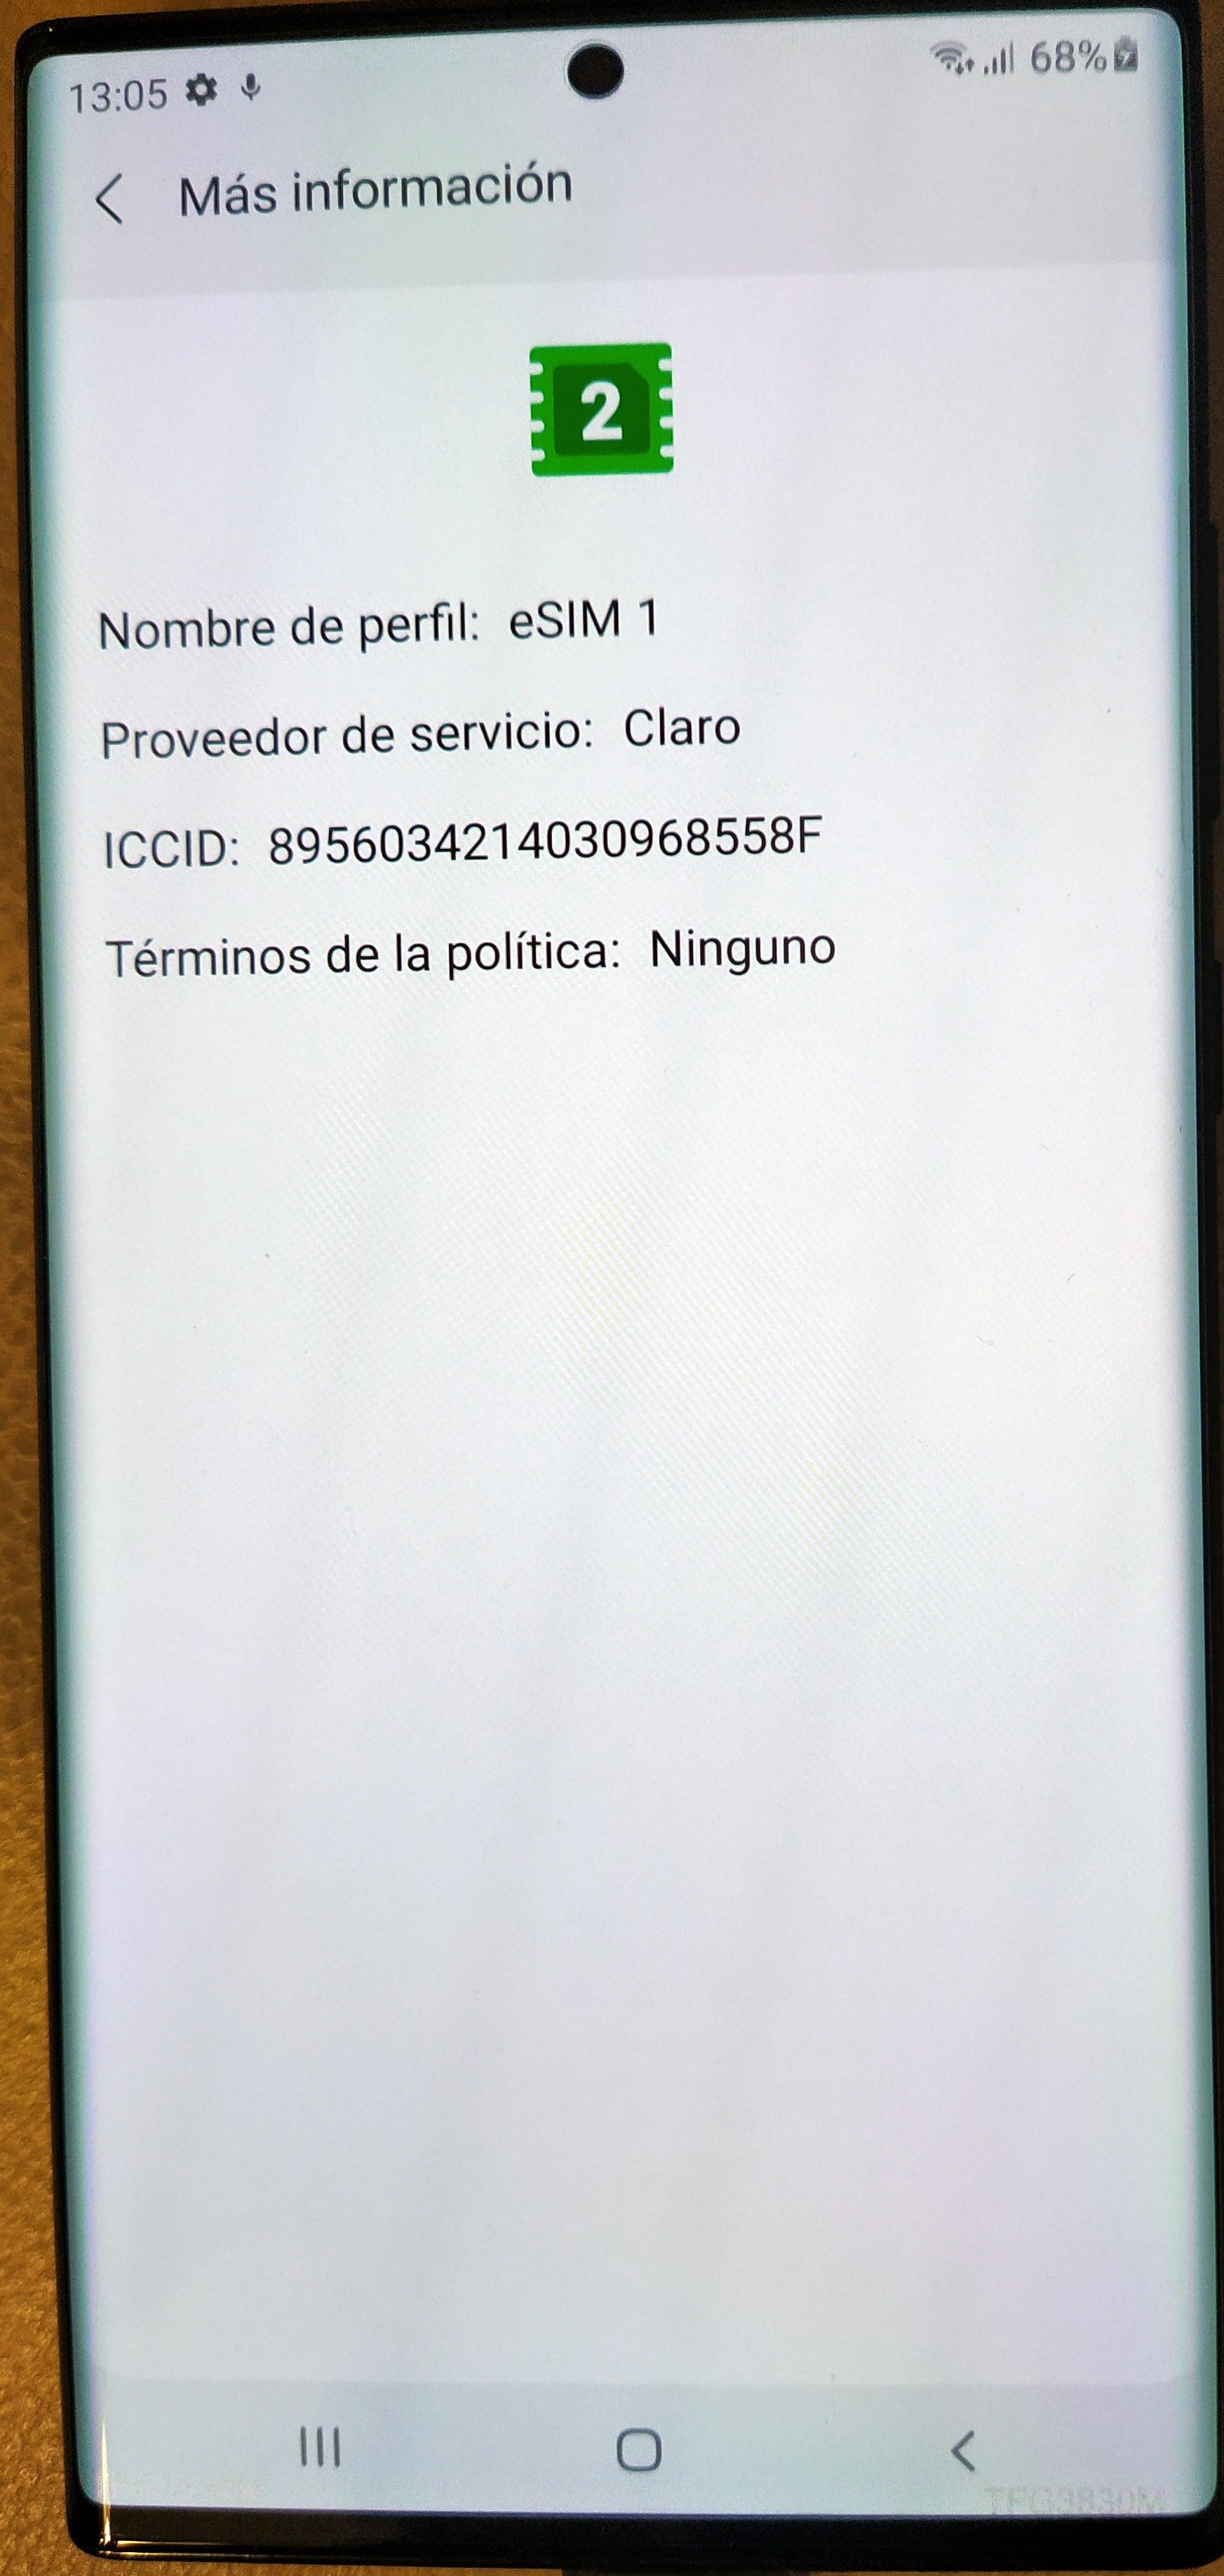 13:05
68%
Más información
2
Nombre de perfil: eSIM 1
Proveedor de servicio: Claro
ICCID: 8956034214030968558F
Términos de la política: Ninguno